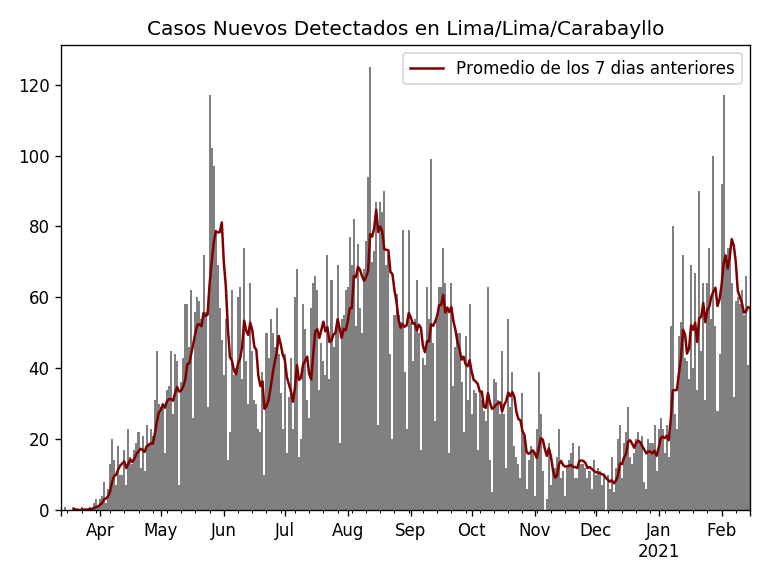 Casos Nuevos Detectados en Lima/Lima/Carabayllo
Promedio de los 7 dias anteriores
120
100
80
60
40
20
0
Apr May Jun Jul Aug Sep Oct Nov Dec Jan Feb
2021